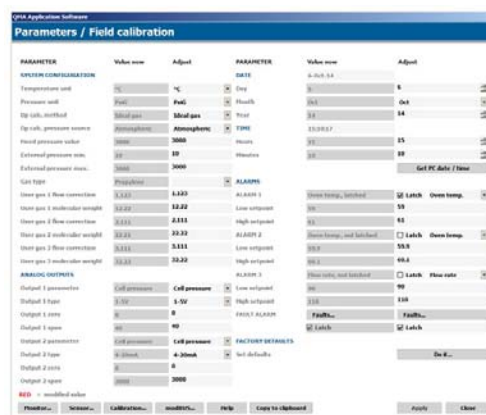 QMA Application Software
Parameters / Field calibration
PARAMETER Value now Adjust PARAMETER Value now Adjust
SYSTEM CONFIGURATION DATE
Temperature unit °C °C Day 6
Pressure unit PsiG PsiG Month Oct Oct
Dp calc. method Ideal gas Ideal gas Year 14 14
Dp calc. pressure source Atmospheric Atmospheric TIME
Fixed pressure value 3000 3000 Hours 15 15
External pressure min. 10 10 Minutes 10
External pressure max. 3000 3000 Get PC date / time
Gas type Propylene ALARMS
User gas 1 flow correction 1.123 1.123 ALARM 1 Oven temp., latched Latch Oven temp.
User gas 1 molecular weight 12.22 12.22 Low setpoint 59 59
User gas 2 flow correction 2.111 2.111 High setpoint 61 61
User gas 2 molecular weight 22.22 22.22 ALARM 2 Oven temp., not latched Latch Oven temp.
User gas 3 flow correction 3.111 3.111 Low setpoint 59.9 59.9
User gas 3 molecular weight 32.22 32.22 High setpoint 60.1 60.1
ANALOG OUTPUTS ALARM 3 Flow rate, not latched Latch Flow rate
Output 1 parameter Cell pressure Cell pressure Low setpoint 90 90
Output 1 type 1-5V 1-5V High setpoint 110 110
Output 1 zero 0 0 FAULT ALARM Faults... Faults...
Output 1 span 40 40 Latch Latch
Output 2 parameter Cell pressure Cell pressure FACTORY DEFAULTS
Output 2 type 4-20mA 4-20mA Set defaults Do it...
Output 2 zero 0 0
Output 2 span 3000 3000
RED = modified value
Monitor... Sensor... Calibration... modBUS... Help Copy to clipboard Apply Close